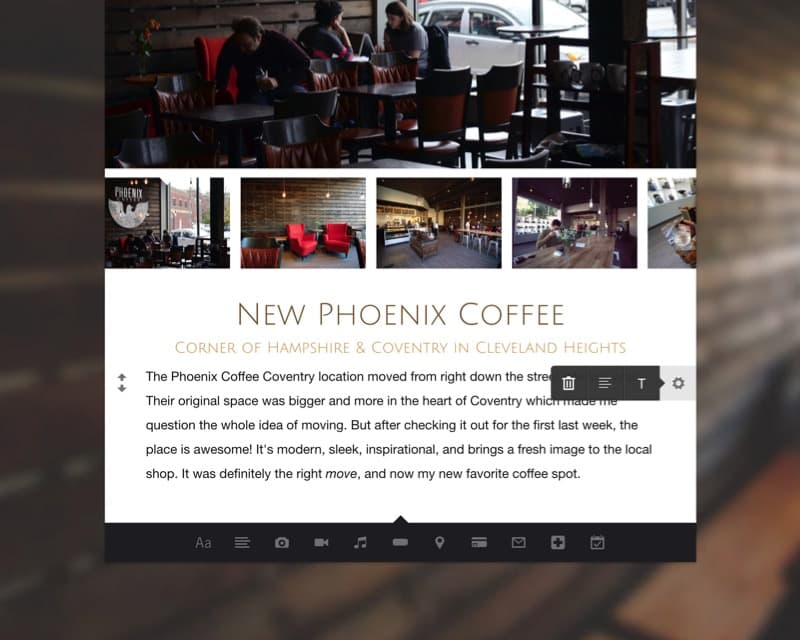 PHOENIX
New Phoenix Coffee
Corner of Hampshire & Coventry in Cleveland Heights
The Phoenix Coffee Coventry location moved from right down the
Their original space was bigger and more in the heart of Coventry which made me
question the whole idea of moving. But after checking it out for the first last week, the
place is awesome! It's modern, sleek, inspirational, and brings a fresh image to the local
shop. It was definitely the right move, and now my new favorite coffee spot.
T
Aa